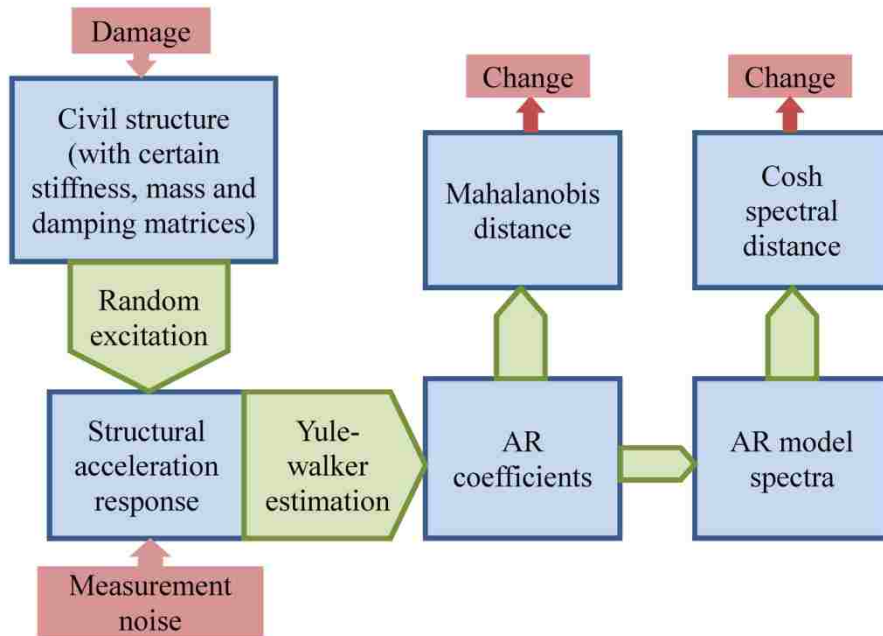 Damage
Civil structure
(with certain
stiffness, mass and
damping matrices)
Random
excitation
Structural
acceleration
response
Measurement
noise
Yule-
walker
estimation
AR
coefficients
Mahalanobis
distance
Change
AR model
spectra
Cosh
spectral
distance
Change